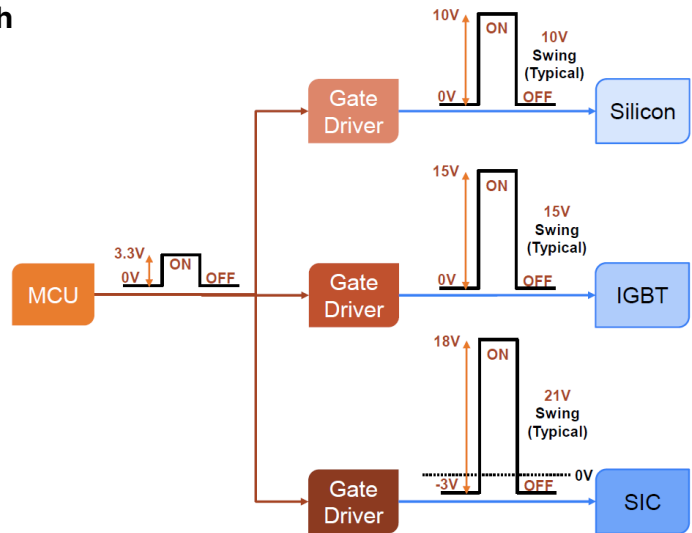 h
10V
ON
10V
Swing
(Typical)
0V
OFF
Gate
Driver
Silicon
15V
ON
15V
Swing
(Typical)
0V
OFF
3.3V
ON
0V
OFF
MCU
Gate
Driver
IGBT
18V
ON
21V
Swing
(Typical)
0V
-3V
OFF
Gate
Driver
SIC